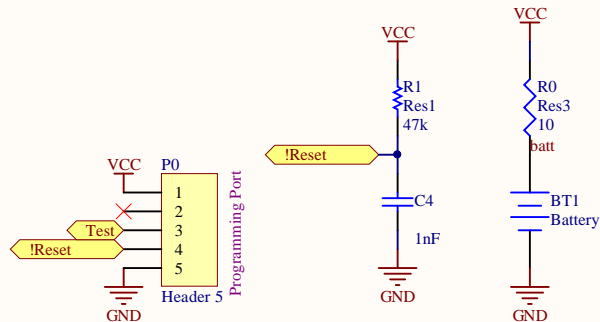 VCC
R1
Res1
47k
!Reset
C4
1nF
GND
VCC
R0
Res3
10
batt
BT1
Battery
GND
VCC
P0
1
2
Test
3
!Reset
4
5
Header 5
Programming Port
GND